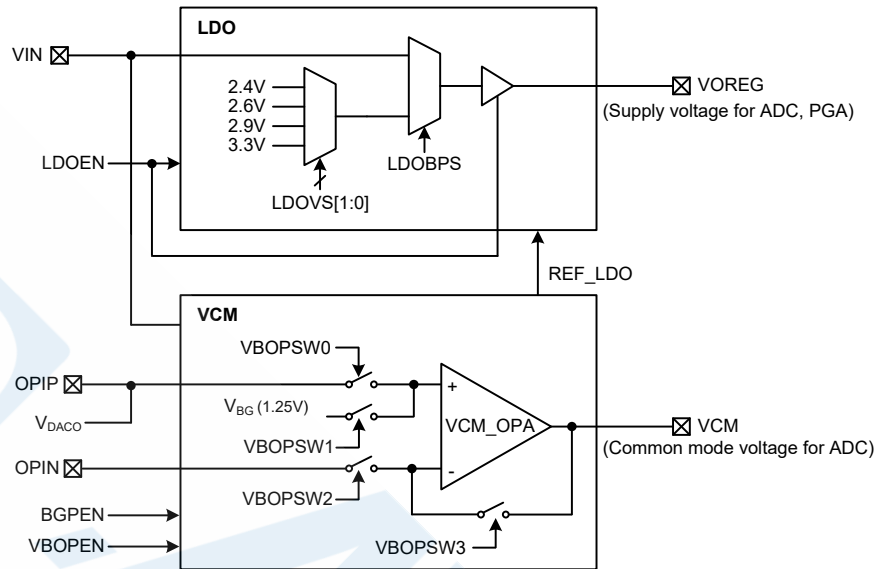 LDO
VIN
2.4V
2.6V
2.9V
3.3V
VOREG
(Supply voltage for ADC, PGA)
LDOEN
LDOBPS
LDOVS[1:0]
REF_LDO
VCM
VBOPSW0
OPIP
+
VDACO
VBG (1.25V)
VCM_OPA
VCM
(Common mode voltage for ADC)
VBOPSW1
OPIN
-
VBOPSW2
BGPEN
VBOPEN
VBOPSW3